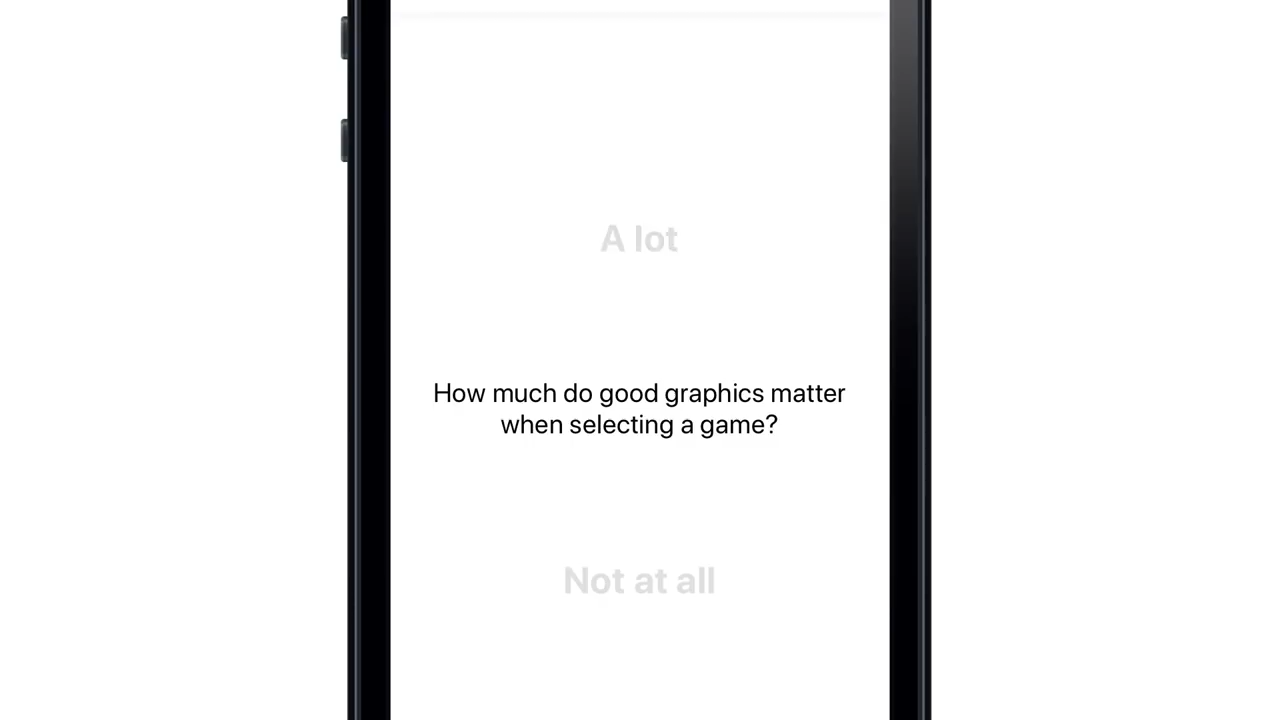 A lot
How much do good graphics matter
when selecting a game?
Not at all